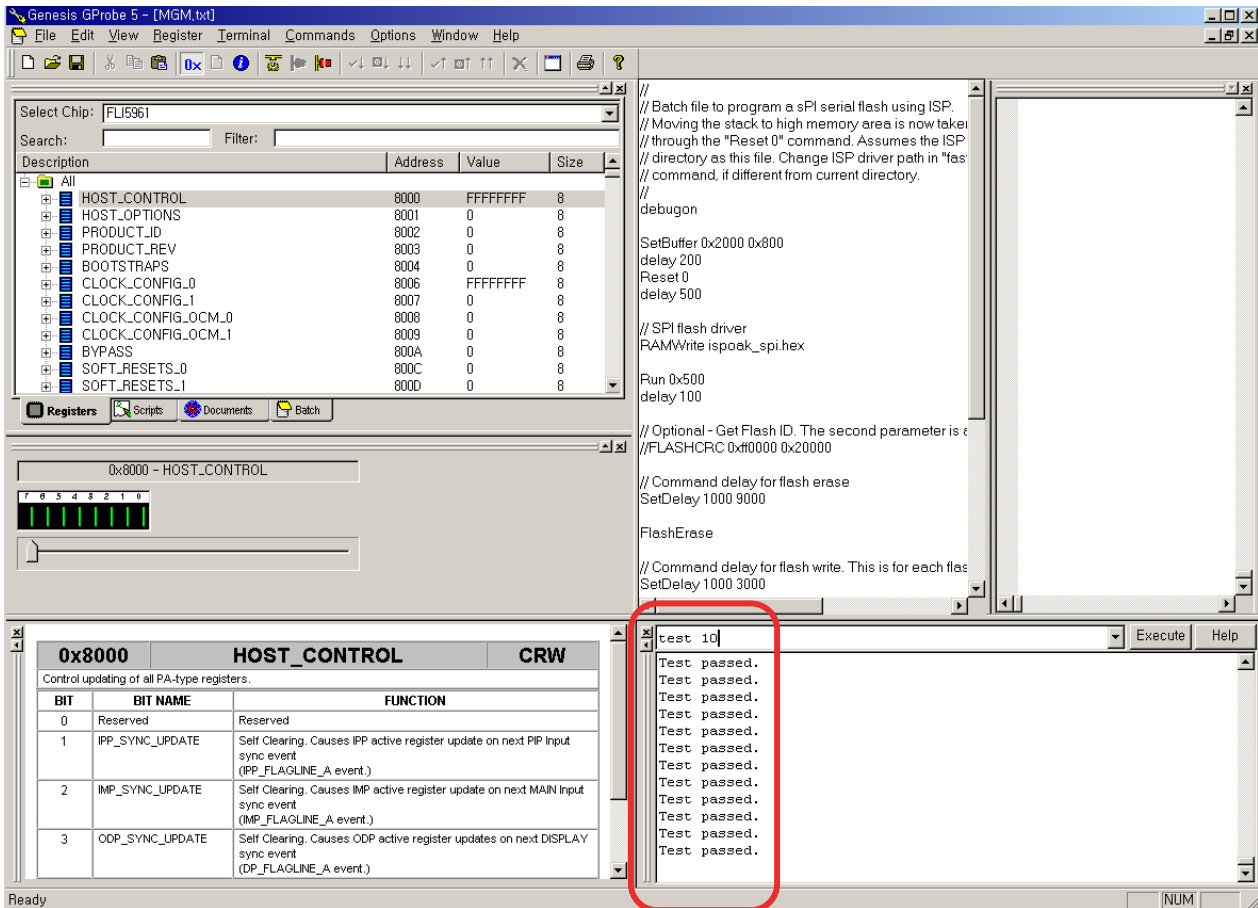 Genesis GProbe 5 - [MGM.txt]
File Edit View Register Terminal Commands Options Window Help
0x
Select Chip: FLI5961
Search: Filter:
Description Address Value Size
All
HOST_CONTROL 8000 FFFFFFFF 8
HOST_OPTIONS 8001 0 8
PRODUCT_ID 8002 0 8
PRODUCT_REV 8003 0 8
BOOTSTRAPS 8004 0 8
CLOCK_CONFIG_0 8006 FFFFFFFF 8
CLOCK_CONFIG_1 8007 0 8
CLOCK_CONFIG_OCM_0 8008 0 8
CLOCK_CONFIG_OCM_1 8009 0 8
BYPASS 800A 0 8
SOFT_RESETS_0 800C 0 8
SOFT_RESETS_1 800D 0 8
Registers Scripts Documents Batch
0x8000 - HOST_CONTROL
7 6 5 4 3 2 1 0
//
// Batch file to program a sPI serial flash using ISP.
// Moving the stack to high memory area is now taken
// through the "Reset 0" command. Assumes the ISP
// directory as this file. Change ISP driver path in "fas
// command, if different from current directory.
//
debugon
SetBuffer 0x2000 0x800
delay 200
Reset 0
delay 500
// SPI flash driver
RAMWrite ispoak_spi.hex
Run 0x500
delay 100
// Optional - Get Flash ID. The second parameter is a
//FLASHCRC 0xff0000 0x20000
// Command delay for flash erase
SetDelay 1000 9000
FlashErase
// Command delay for flash write. This is for each flas
SetDelay 1000 3000
0x8000 HOST_CONTROL CRW
Control updating of all PA-type registers.
BIT BIT NAME FUNCTION
0 Reserved Reserved
1 IPP_SYNC_UPDATE Self Clearing. Causes IPP active register update on next PIP Input
sync event
(IPP_FLAGLINE_A event.)
2 IMP_SYNC_UPDATE Self Clearing. Causes IMP active register update on next MAIN Input
sync event
(IMP_FLAGLINE_A event.)
3 ODP_SYNC_UPDATE Self Clearing. Causes ODP active register updates on next DISPLAY
sync event
(DP_FLAGLINE_A event.)
test 10 Execute Help
Test passed.
Test passed.
Test passed.
Test passed.
Test passed.
Test passed.
Test passed.
Test passed.
Test passed.
Test passed.
Test passed.
Test passed.
Ready NUM